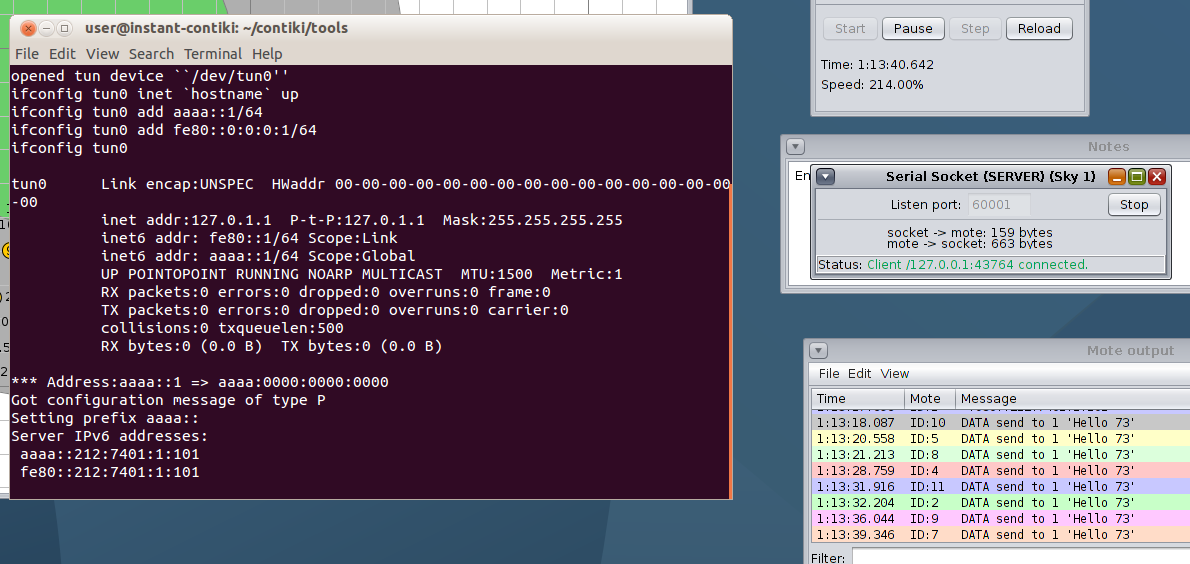 user@instant-contiki: ~/contiki/tools
File Edit View Search Terminal Help
opened tun device ``/dev/tun0''
ifconfig tun0 inet `hostname` up
ifconfig tun0 add aaaa::1/64
ifconfig tun0 add fe80::0:0:0:1/64
ifconfig tun0
tun0 Link encap:UNSPEC HWaddr 00-00-00-00-00-00-00-00-00-00-00-00-00-00-00
-00
inet addr:127.0.1.1 P-t-P:127.0.1.1 Mask:255.255.255.255
inet6 addr: fe80::1/64 Scope:Link
inet6 addr: aaaa::1/64 Scope:Global
UP POINTOPOINT RUNNING NOARP MULTICAST MTU:1500 Metric:1
RX packets:0 errors:0 dropped:0 overruns:0 frame:0
TX packets:0 errors:0 dropped:0 overruns:0 carrier:0
collisions:0 txqueuelen:500
RX bytes:0 (0.0 B) TX bytes:0 (0.0 B)
*** Address:aaaa::1 => aaaa:0000:0000:0000
Got configuration message of type P
Setting prefix aaaa::
Server IPv6 addresses:
aaaa::212:7401:1:101
fe80::212:7401:1:101
Start Pause Step Reload
Time: 1:13:40.642
Speed: 214.00%
Notes
En
Serial Socket (SERVER) (Sky 1)
Listen port: 60001 Stop
socket -> mote: 159 bytes
mote -> socket: 663 bytes
Status: Client /127.0.0.1:43764 connected.
Mote output
File Edit View
Time Mote Message
1:13:18.087 ID:10 DATA send to 1 'Hello 73'
1:13:20.558 ID:5 DATA send to 1 'Hello 73'
1:13:21.213 ID:8 DATA send to 1 'Hello 73'
1:13:28.759 ID:4 DATA send to 1 'Hello 73'
1:13:31.916 ID:11 DATA send to 1 'Hello 73'
1:13:32.204 ID:2 DATA send to 1 'Hello 73'
1:13:36.044 ID:9 DATA send to 1 'Hello 73'
1:13:39.346 ID:7 DATA send to 1 'Hello 73'
Filter: